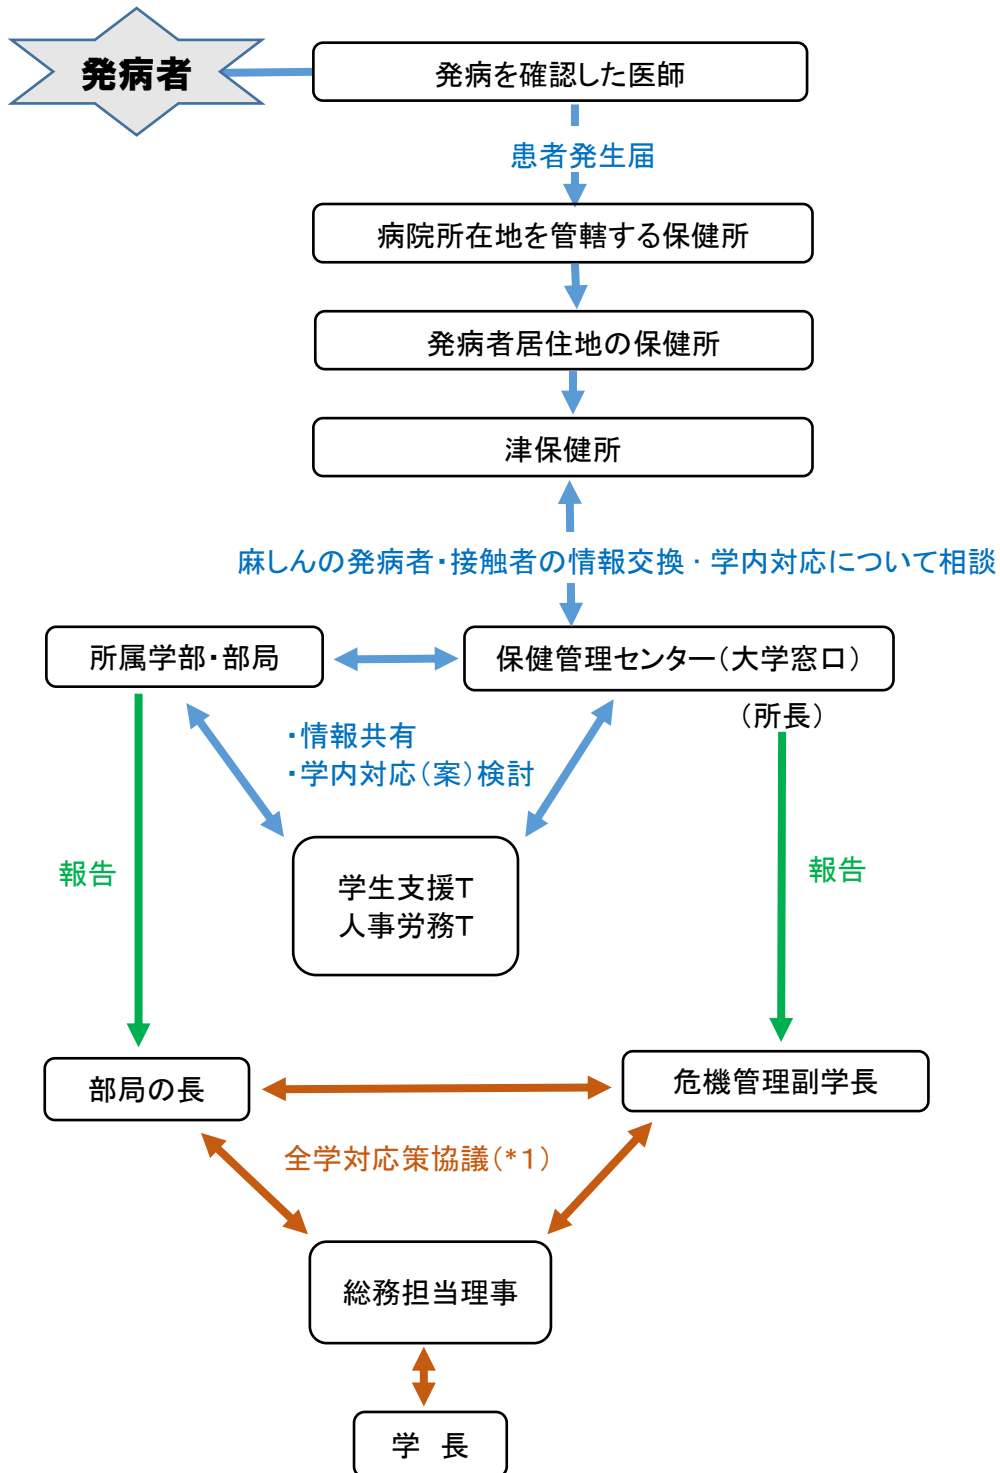 発病者
発病を確認した医師
患者発生届
病院所在地を管轄する保健所
発病者居住地の保健所
津保健所
麻しんの発病者・接触者の情報交換・学内対応について相談
所属学部・部局
保健管理センター（大学窓口）
（所長）
・情報共有
・学内対応（案）検討
学生支援T
人事労務T
報告
報告
部局の長
危機管理副学長
全学対応策協議(*1)
総務担当理事
学　長